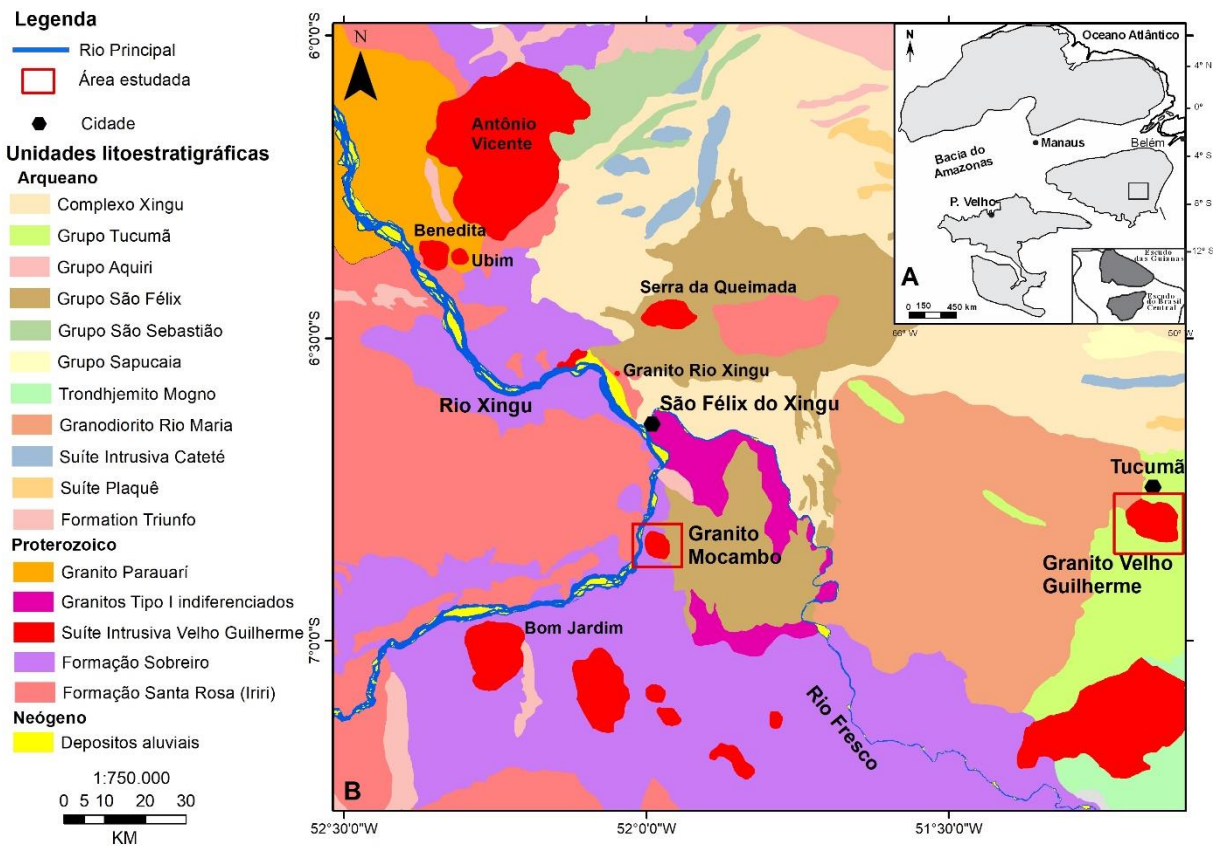 Legenda
Rio Principal
Área estudada
Cidade
Unidades litoestratigráficas
Arqueano
Complexo Xingu
Grupo Tucumã
Grupo Aquiri
Grupo São Félix
Grupo São Sebastião
Grupo Sapucaia
Trondhjemito Mogno
Granodiorito Rio Maria
Suíte Intrusiva Cateté
Suíte Plaquê
Formation Triunfo
Proterozoico
Granito Parauarí
Granitos Tipo I indiferenciados
Suíte Intrusiva Velho Guilherme
Formação Sobreiro
Formação Santa Rosa (Iriri)
Neógeno
Depositos aluviais
1:750.000
0 5 10 20 30
KM
6°0'0"S
6°30'0"S
7°0'0"S
52°30'0"W
52°0'0"W
51°30'0"W
N
Antônio
Vicente
Benedita
Ubim
Serra da Queimada
Granito Rio Xingu
Rio Xingu
São Félix do Xingu
Tucumã
Granito
Mocambo
Granito Velho
Guilherme
Bom Jardim
Rio Fresco
B
N
Oceano Atlântico
4° N
0°
4° S
8° S
12° S
Manaus
Belém
Bacia do
Amazonas
P. Velho
A
0 150 450 km
66° W
50° W
Escudo
das Guianas
Escudo
do Brasil
Central